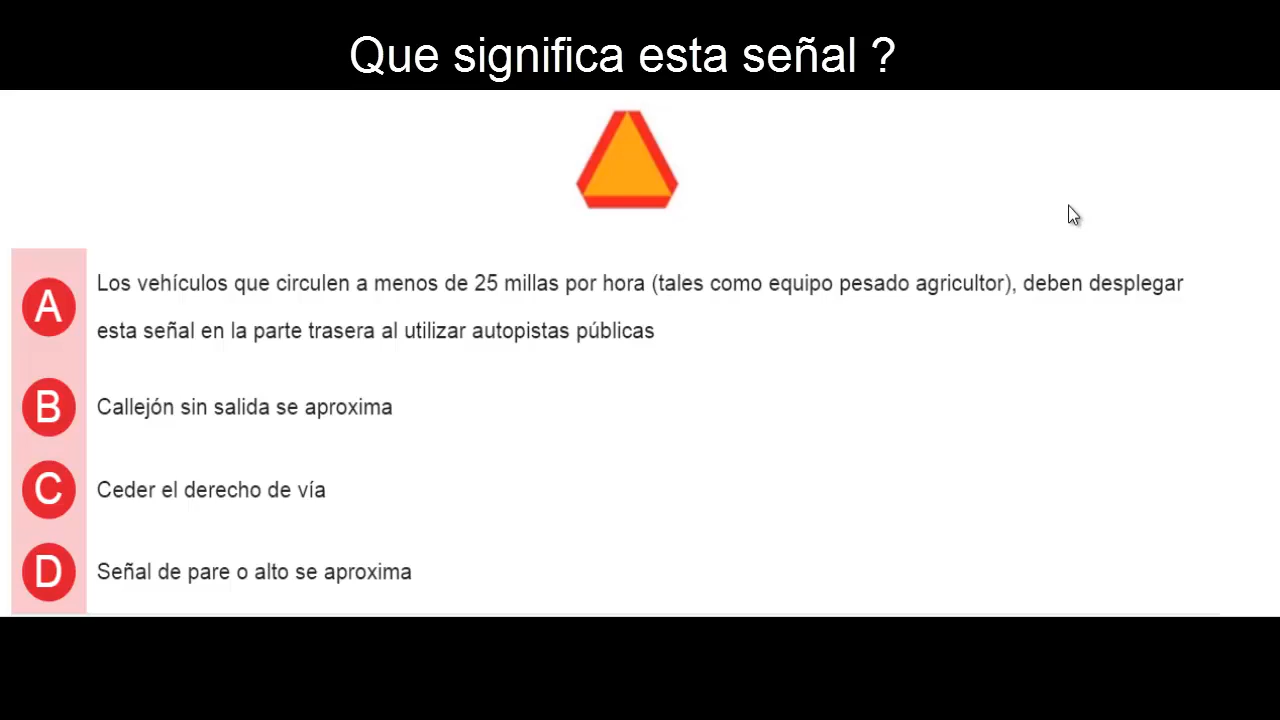 Que significa esta señal ?
A
Los vehículos que circulen a menos de 25 millas por hora (tales como equipo pesado agricultor), deben desplegar
esta señal en la parte trasera al utilizar autopistas públicas
B
Callejón sin salida se aproxima
C
Ceder el derecho de vía
D
Señal de pare o alto se aproxima